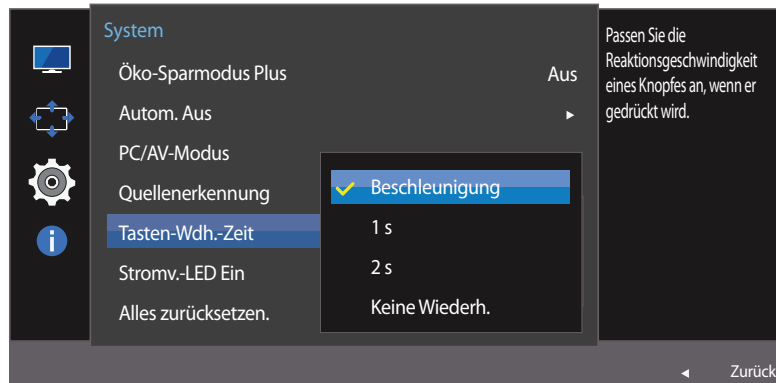 System
Öko-Sparmodus Plus Aus
Autom. Aus
PC/AV-Modus
Quellenerkennung
Tasten-Wdh.-Zeit
Stromv.-LED Ein
Alles zurücksetzen.
Beschleunigung
1 s
2 s
Keine Wiederh.
Passen Sie die
Reaktionsgeschwindigkeit
eines Knopfes an, wenn er
gedrückt wird.
Zurück